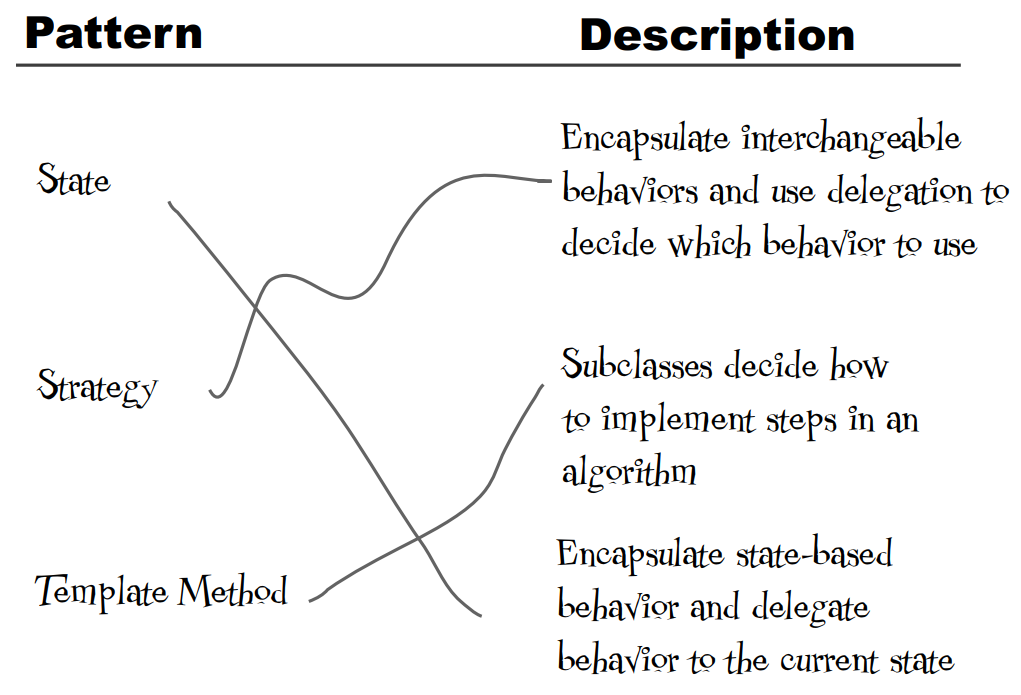 Pattern
Description
State
Encapsulate interchangeable
behaviors and use delegation to
decide which behavior to use
Strategy
Subclasses decide how
to implement steps in an
algorithm
Template Method
Encapsulate state-based
behavior and delegate
behavior to the current state